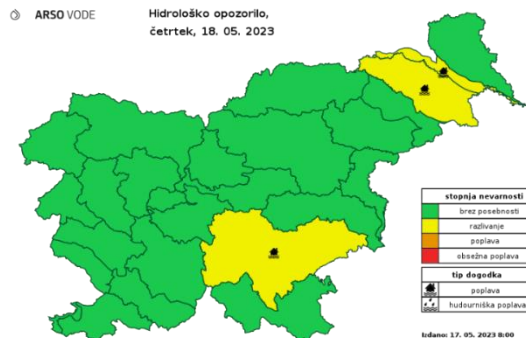 ARSO VODE
Hidrološko opozorilo,
četrtek, 18. 05. 2023
stopnja nevarnosti
brez posebnosti
razlivanje
poplava
obsežna poplava
tip dogodka
poplava
hudourniška poplava
Izdano: 17. 05. 2023 8:00